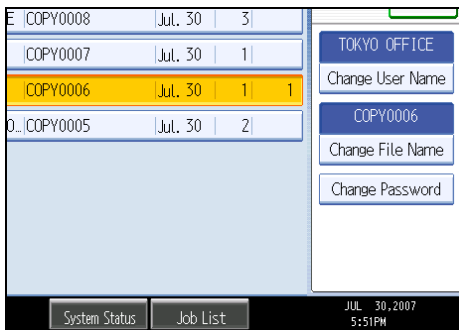 E COPY0008 Jul. 30 3
COPY0007 Jul. 30 1
COPY0006 Jul. 30 1 1
O... COPY0005 Jul. 30 2
TOKYO OFFICE
Change User Name
COPY0006
Change File Name
Change Password
System Status Job List
JUL 30,2007
5:51PM